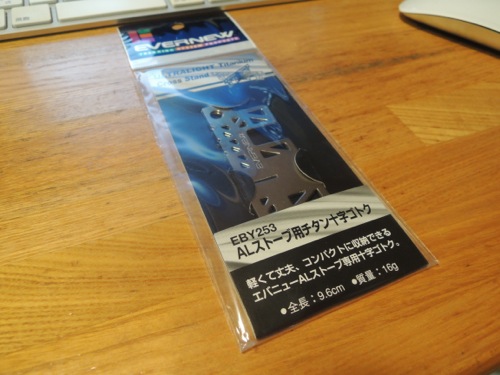 EVERNEW
Titanium
Stand
EBY253
ALストーブ用チタン十字ゴトク
軽くて丈夫、コンパクトに収納できる
エバニューALストーブ専用十字ゴトク。
●全長：9.6cm ●質量：16g